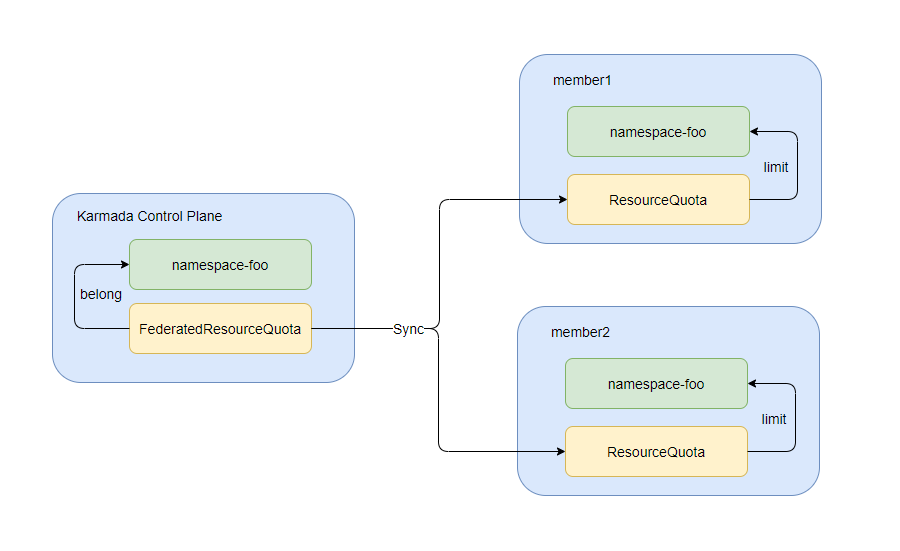 Karmada Control Plane
namespace-foo
belong
FederatedResourceQuota
Sync
member1
namespace-foo
limit
ResourceQuota
member2
namespace-foo
limit
ResourceQuota